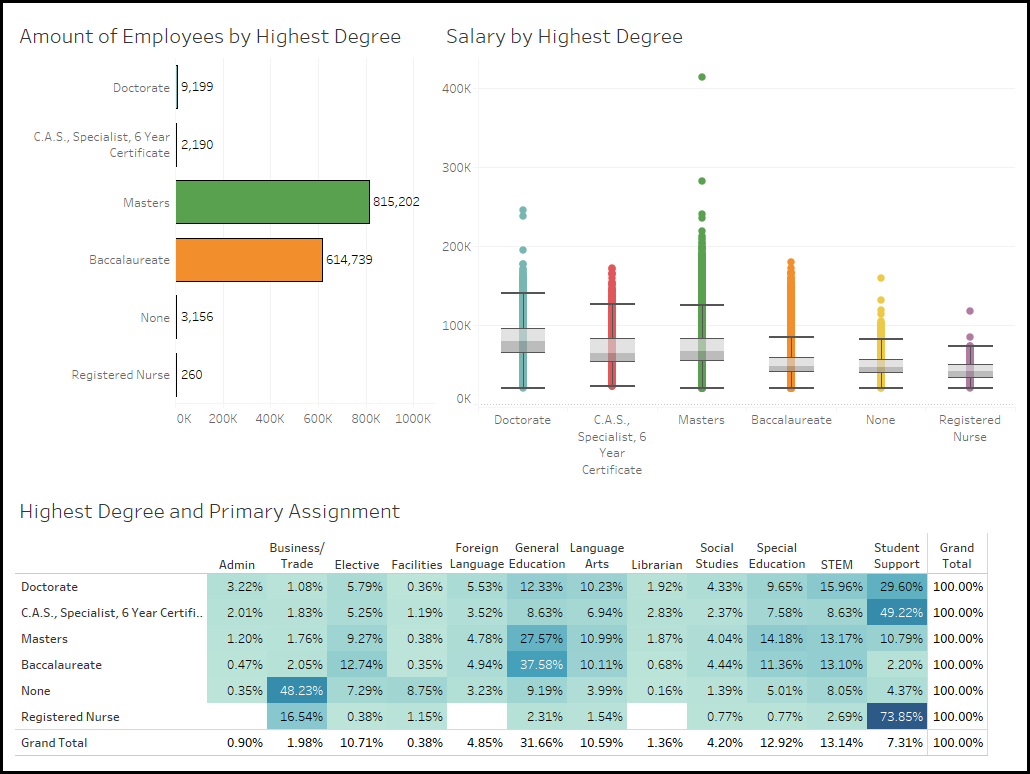 Amount of Employees by Highest Degree
Doctorate 9,199
C.A.S., Specialist, 6 Year
Certificate
2,190
Masters 815,202
Baccalaureate 614,739
None 3,156
Registered Nurse 260
0K 200K 400K 600K 800K 1000K
Salary by Highest Degree
400K
300K
200K
100K
0K
Doctorate
C.A.S.,
Specialist, 6
Year
Certificate
Masters
Baccalaureate
None
Registered
Nurse
Highest Degree and Primary Assignment
Admin
Business/
Trade
Elective
Facilities
Foreign
Language
General
Education
Language
Arts
Librarian
Social
Studies
Special
Education
STEM
Student
Support
Grand
Total
Doctorate 3.22% 1.08% 5.79% 0.36% 5.53% 12.33% 10.23% 1.92% 4.33% 9.65% 15.96% 29.60% 100.00%
C.A.S., Specialist, 6 Year Certifi.. 2.01% 1.83% 5.25% 1.19% 3.52% 8.63% 6.94% 2.83% 2.37% 7.58% 8.63% 49.22% 100.00%
Masters 1.20% 1.76% 9.27% 0.38% 4.78% 27.57% 10.99% 1.87% 4.04% 14.18% 13.17% 10.79% 100.00%
Baccalaureate 0.47% 2.05% 12.74% 0.35% 4.94% 37.58% 10.11% 0.68% 4.44% 11.36% 13.10% 2.20% 100.00%
None 0.35% 48.23% 7.29% 8.75% 3.23% 9.19% 3.99% 0.16% 1.39% 5.01% 8.05% 4.37% 100.00%
Registered Nurse 16.54% 0.38% 1.15% 2.31% 1.54% 0.77% 0.77% 2.69% 73.85% 100.00%
Grand Total 0.90% 1.98% 10.71% 0.38% 4.85% 31.66% 10.59% 1.36% 4.20% 12.92% 13.14% 7.31% 100.00%